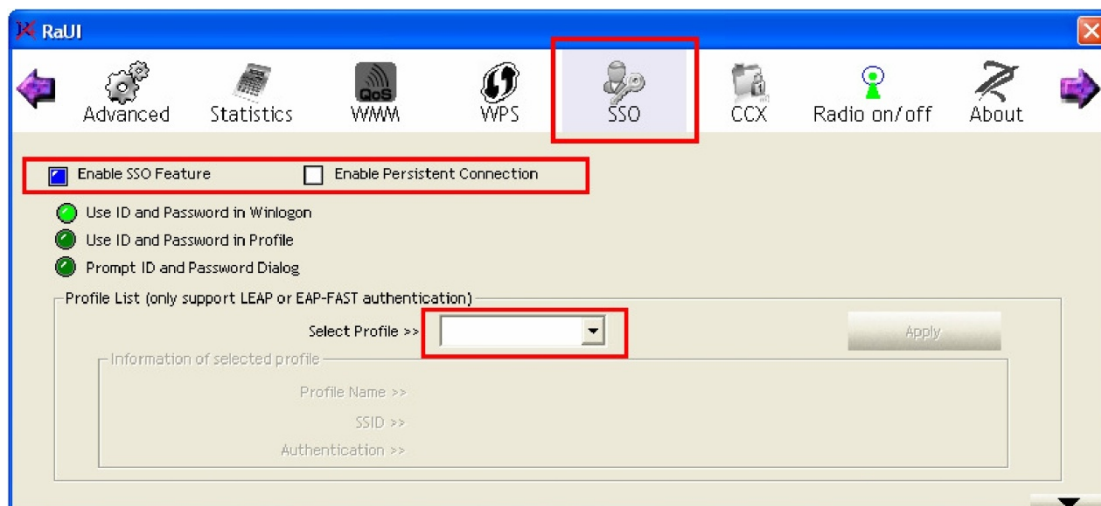 RaUI
Advanced Statistics QoS WMM WPS SSO CCX Radio on/off About
Enable SSO Feature Enable Persistent Connection
Use ID and Password in Winlogon
Use ID and Password in Profile
Prompt ID and Password Dialog
Profile List (only support LEAP or EAP-FAST authentication)
Select Profile >> Apply
Information of selected profile
Profile Name >>
SSID >>
Authentication >>